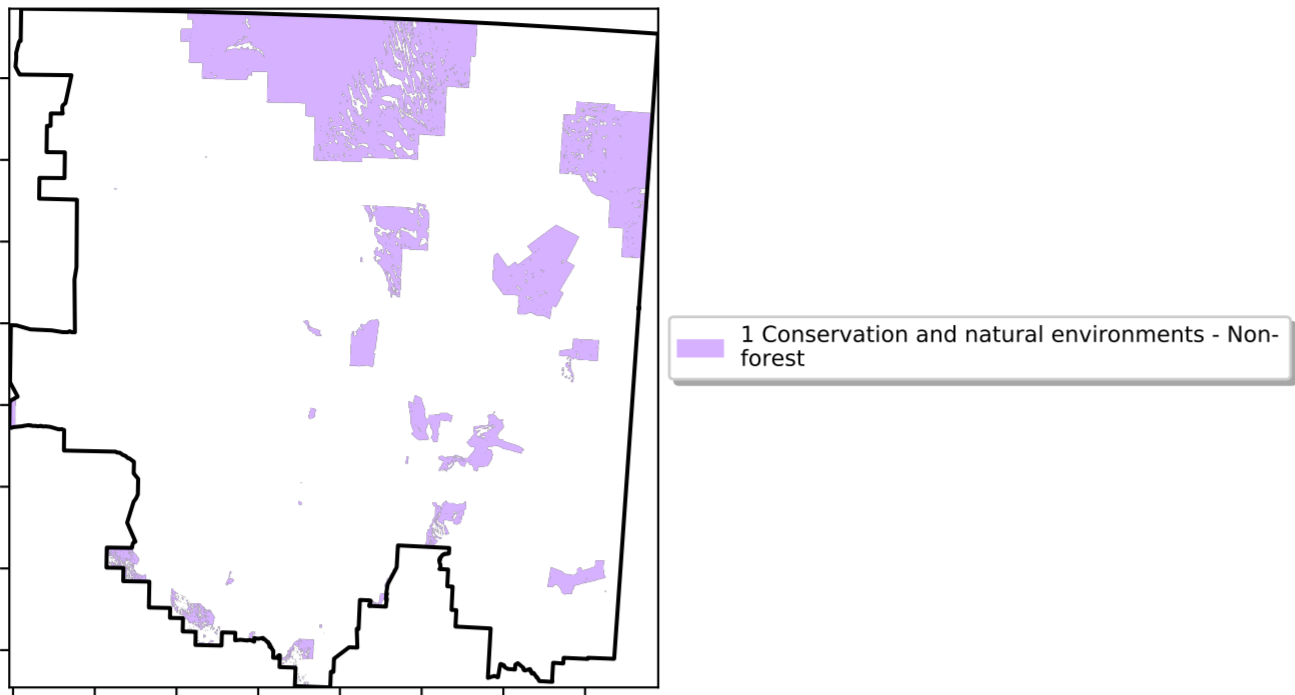 1 Conservation and natural environments - Non-
forest